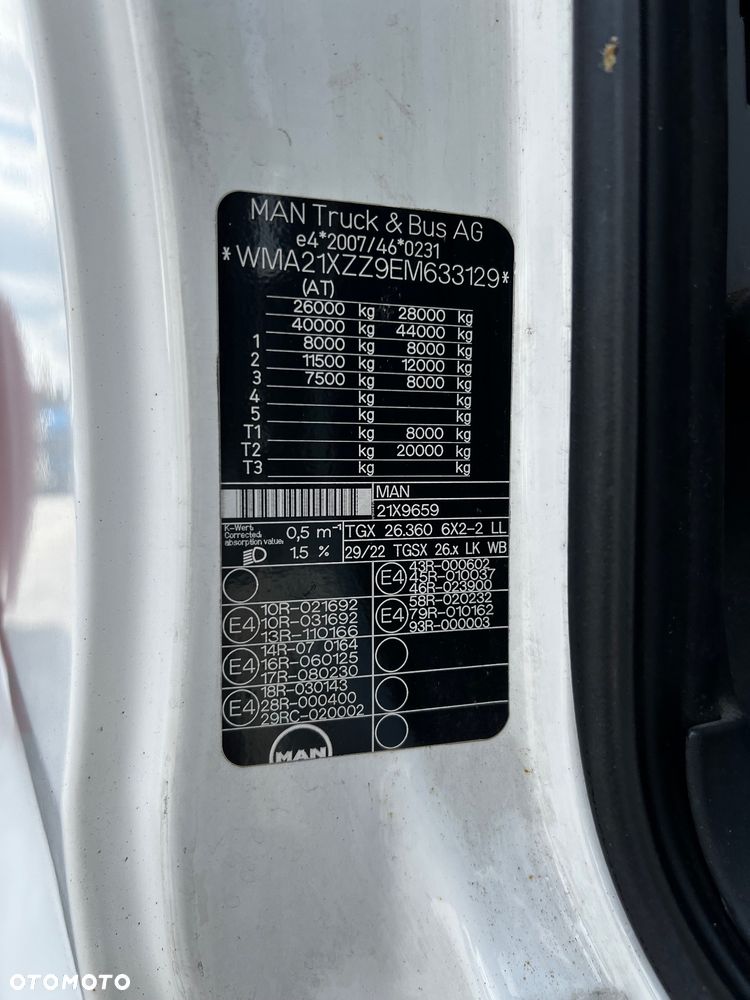 MAN Truck & Bus AG
e4*2007/46*0231
*WMA21XZZ9EM633129*
(AT)
26000 kg 28000 kg
40000 kg 44000 kg
1 8000 kg 8000 kg
2 11500 kg 12000 kg
3 7500 kg 8000 kg
4 kg kg
5 kg kg
T1 kg 8000 kg
T2 kg 20000 kg
T3 kg kg
MAN
21X9659
K-Wert:
Corrected
absorption value:
0,5 m-1
TGX 26.360 6X2-2 LL
1.5 %
29/22 TGSX 26.x LK WB
E4
43R-000602
45R-010037
46R-023900
E4
10R-021692
10R-031692
13R-110166
E4
58R-020232
79R-010162
93R-000003
E4
14R-07 0164
16R-060125
17R-080230
E4
18R-030143
28R-000400
29RC-020002
MAN
OTOMOTO